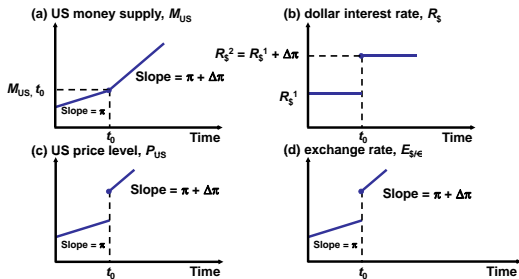 (a) US money supply, M_US
Slope = π + Δπ
M_US, t_0
Slope = π
t_0
Time
(b) dollar interest rate, R_$
R_$^2 = R_$^1 + Δπ
R_$^1
t_0
Time
(c) US price level, P_US
Slope = π + Δπ
Slope = π
t_0
Time
(d) exchange rate, E_$/€
Slope = π + Δπ
Slope = π
t_0
Time